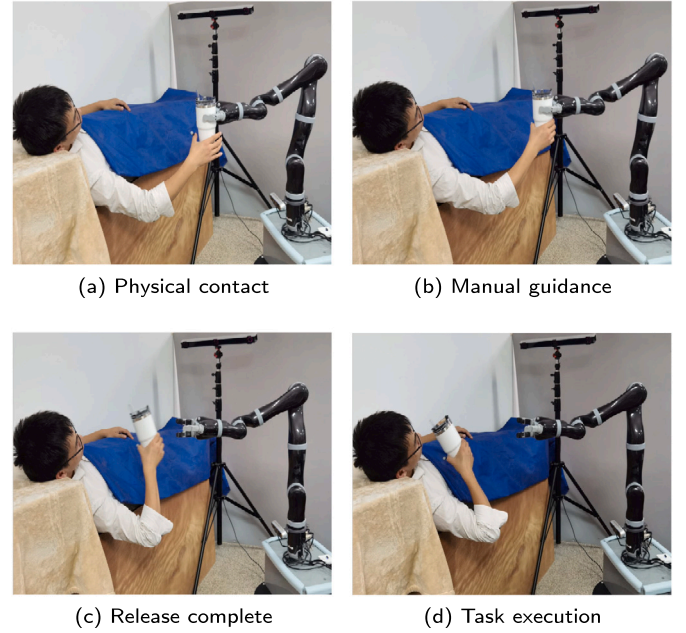 (a) Physical contact
(b) Manual guidance
(c) Release complete
(d) Task execution